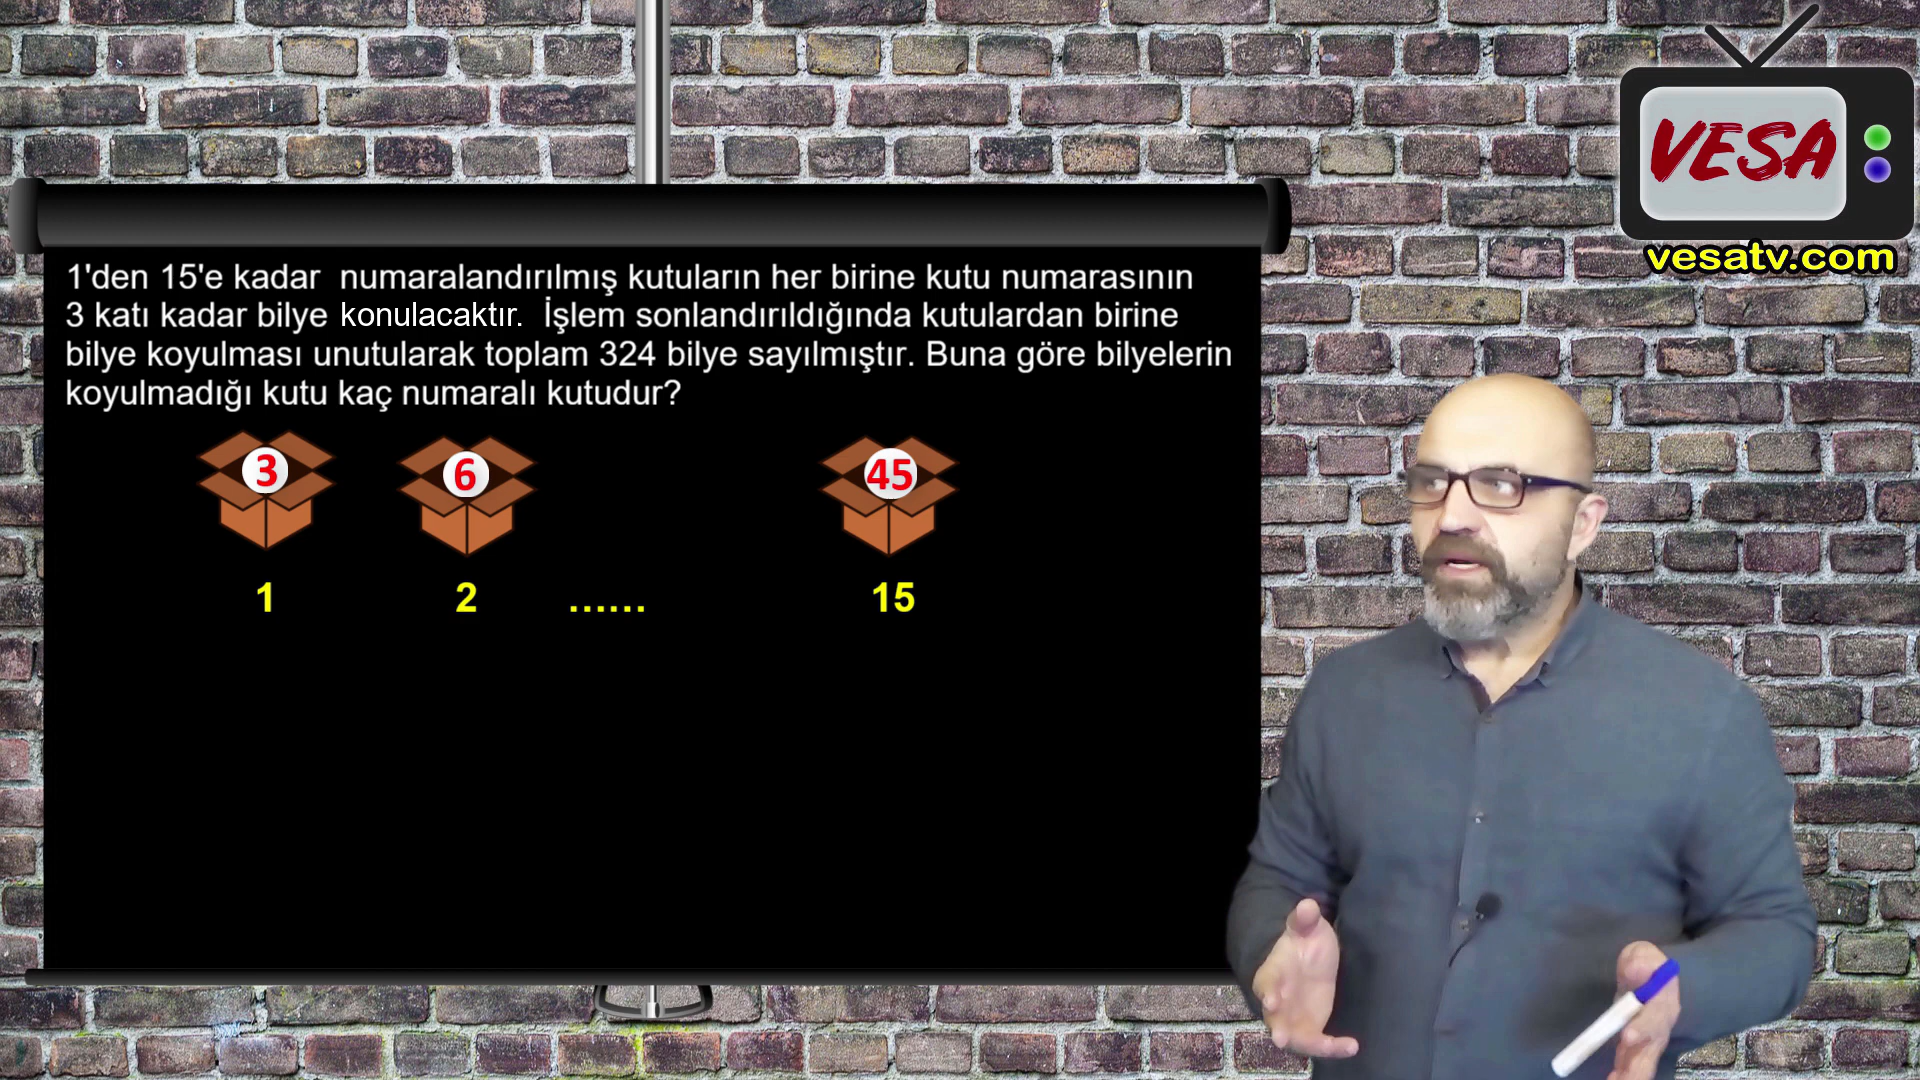 VESA
vesatv.com
1'den 15'e kadar numaralandırılmış kutuların her birine kutu numarasının
3 katı kadar bilye konulacaktır. İşlem sonlandırıldığında kutulardan birine
bilye koyulması unutularak toplam 324 bilye sayılmıştır. Buna göre bilyelerin
koyulmadığı kutu kaç numaralı kutudur?
3 6 45
1 2 ...... 15